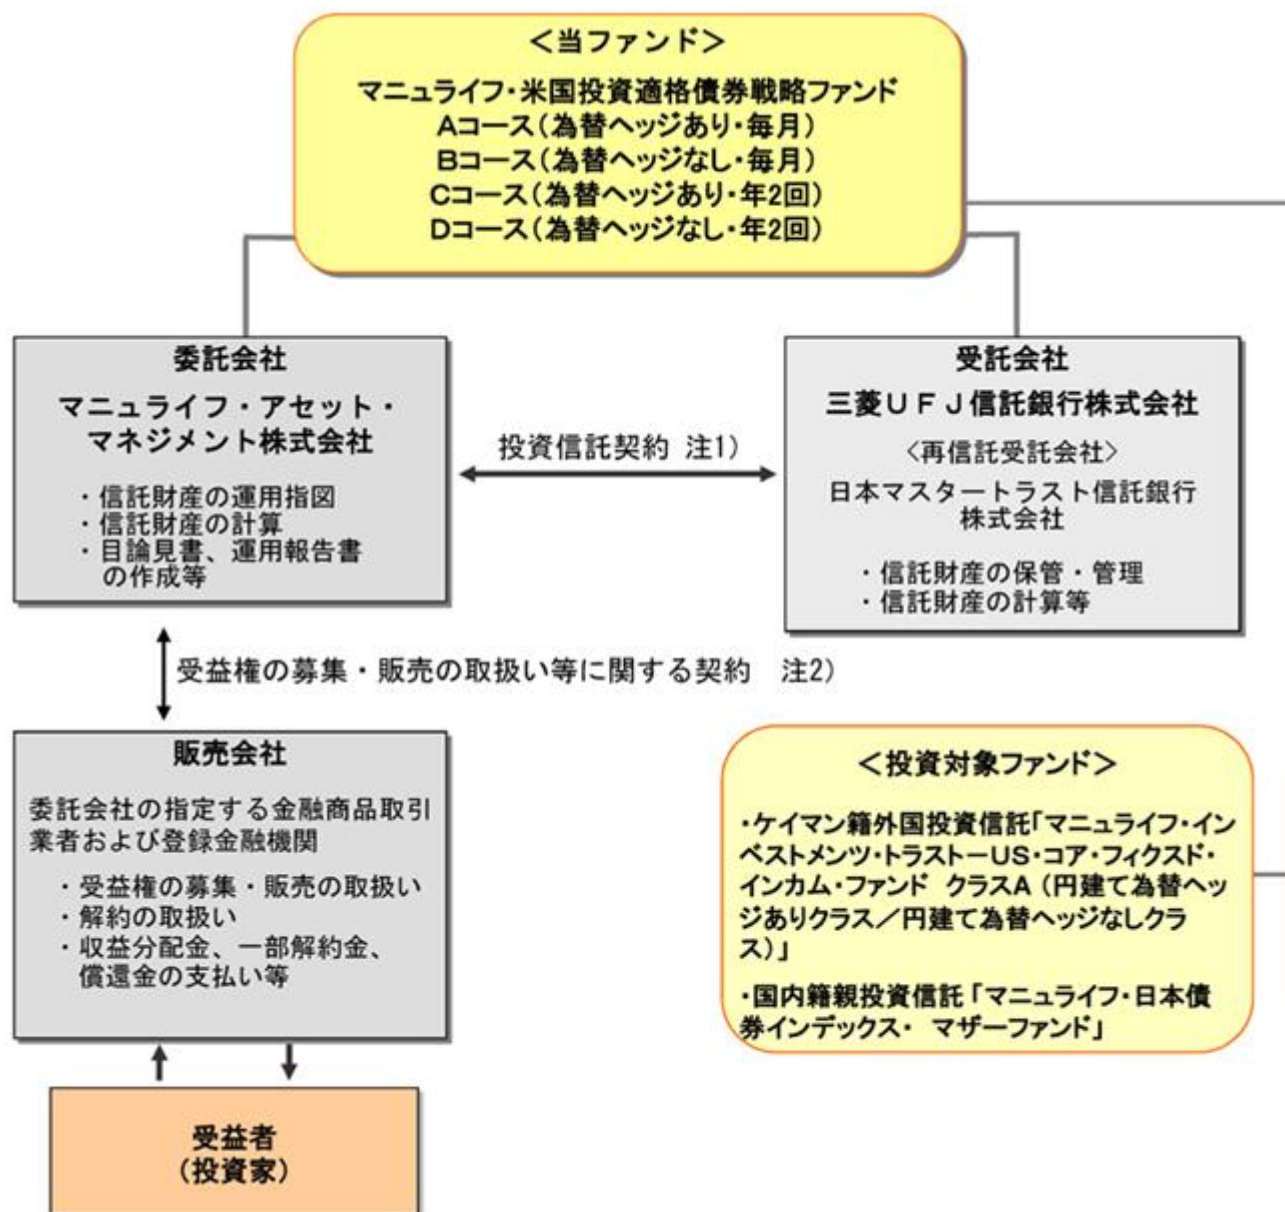 ＜当ファンド＞
マニュライフ・米国投資適格債券戦略ファンド
Aコース（為替ヘッジあり・毎月）
Bコース（為替ヘッジなし・毎月）
Cコース（為替ヘッジあり・年2回）
Dコース（為替ヘッジなし・年2回）
委託会社
マニュライフ・アセット・
マネジメント株式会社
・信託財産の運用指図
・信託財産の計算
・目論見書、運用報告書
の作成等
投資信託契約 注1）
受託会社
三菱ＵＦＪ信託銀行株式会社
〈再信託受託会社〉
日本マスタートラスト信託銀行
株式会社
・信託財産の保管・管理
・信託財産の計算等
受益権の募集・販売の取扱い等に関する契約　注2）
販売会社
委託会社の指定する金融商品取引
業者および登録金融機関
・受益権の募集・販売の取扱い
・解約の取扱い
・収益分配金、一部解約金、
償還金の支払い等
＜投資対象ファンド＞
・ケイマン籍外国投資信託「マニュライフ・イン
ベストメンツ・トラストーUS・コア・フィクスド・
インカム・ファンド クラスA（円建て為替ヘッ
ジありクラス／円建て為替ヘッジなしクラ
ス）」
・国内籍親投資信託「マニュライフ・日本債
券インデックス・ マザーファンド」
受益者
（投資家）